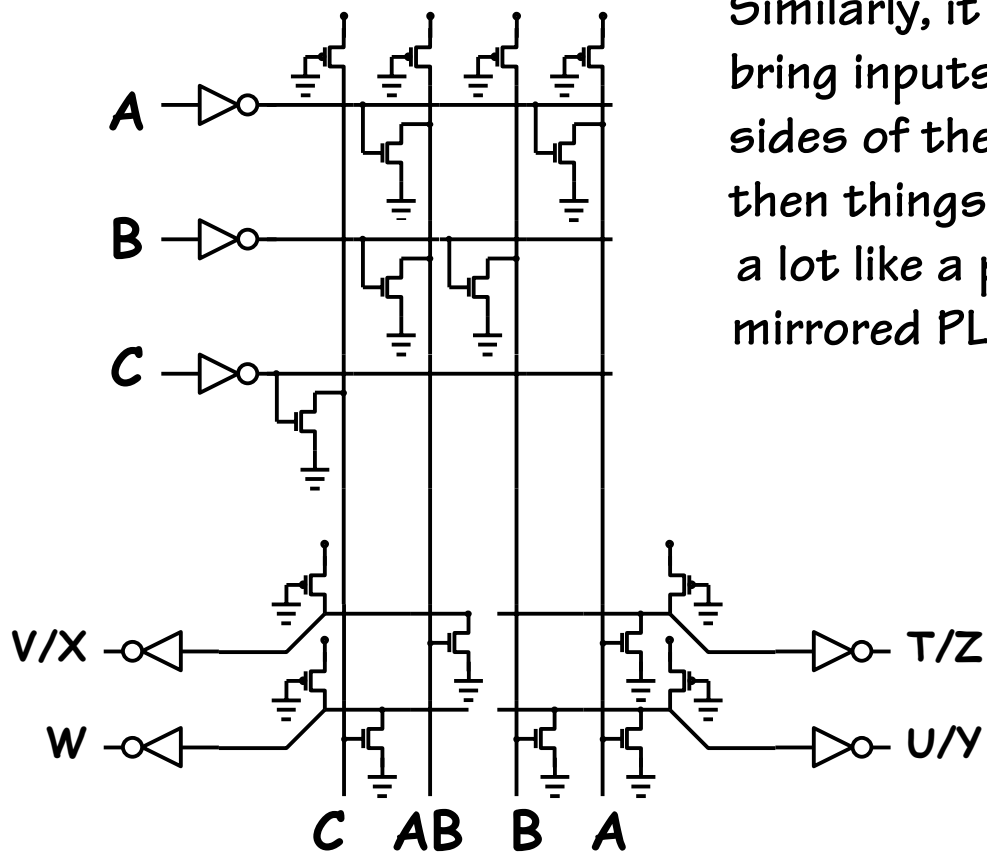 Similarly, it
bring inputs
sides of the
then things
a lot like a
mirrored PL
A
B
C
V/X
T/Z
W
U/Y
C AB B A